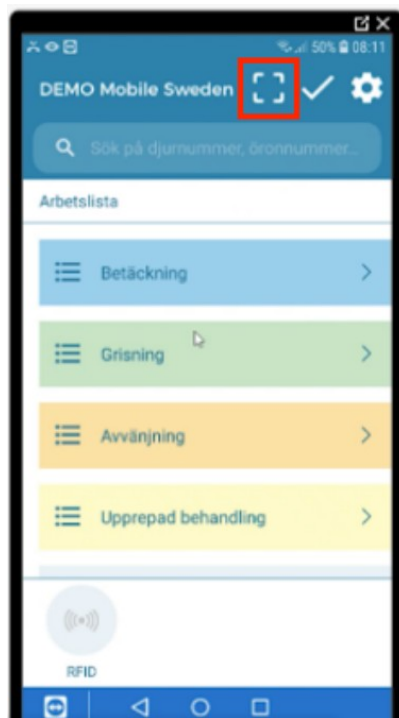 50% 08:11
DEMO Mobile Sweden
Sök på djurnummer, öronnummer...
Arbetslista
Betäckning
Grisning
Avvänjning
Upprepad behandling
RFID